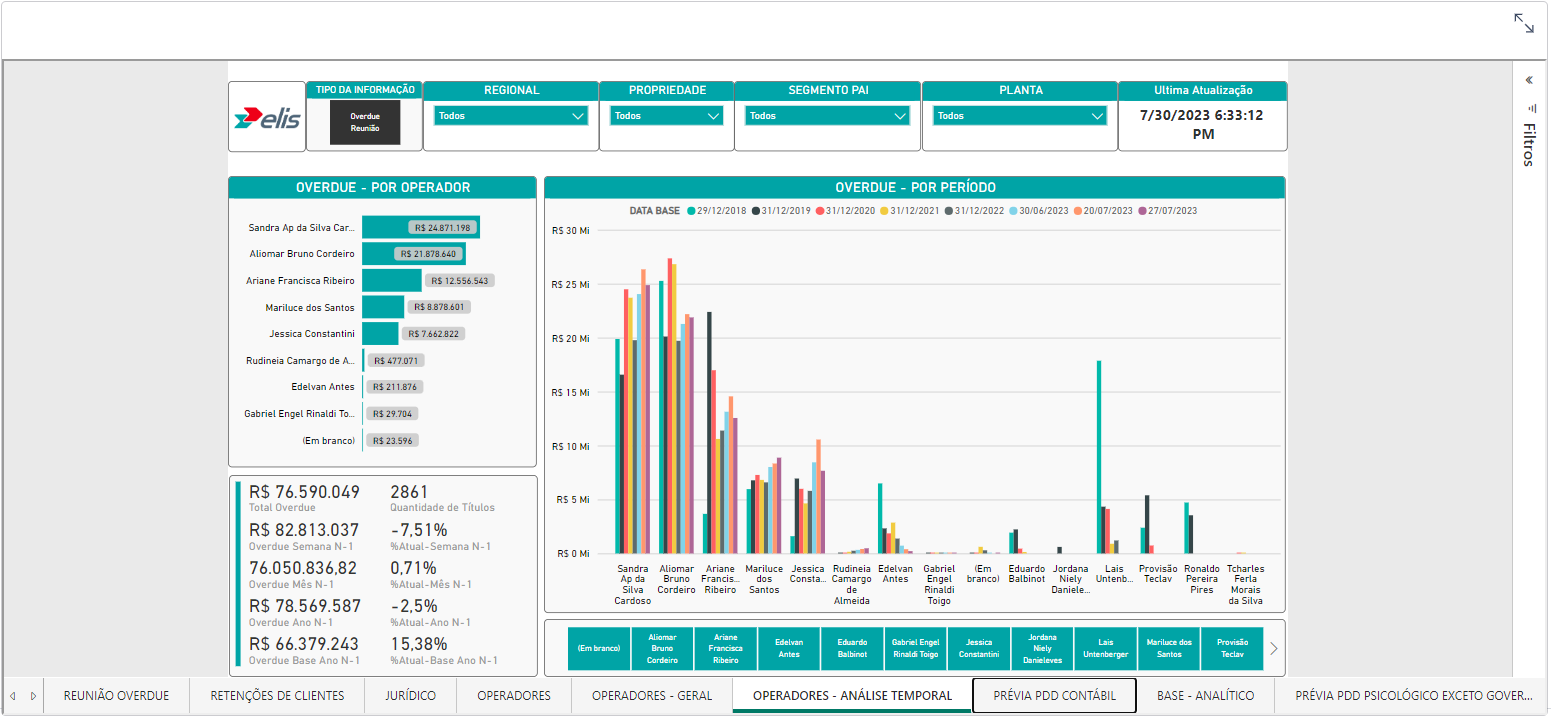 elis
TIPO DA INFORMAÇÃO
Overdue
Reunião
REGIONAL
Todos
PROPRIEDADE
Todos
SEGMENTO PAI
Todos
PLANTA
Todos
Ultima Atualização
7/30/2023 6:33:12
PM
Filtros
OVERDUE - POR OPERADOR
Sandra Ap da Silva Car... R$ 24.871.198
Aliomar Bruno Cordeiro R$ 21.878.640
Ariane Francisca Ribeiro R$ 12.556.543
Mariluce dos Santos R$ 8.878.601
Jessica Constantini R$ 7.662.822
Rudineia Camargo de A... R$ 477.071
Edelvan Antes R$ 211.876
Gabriel Engel Rinaldi To... R$ 29.704
(Em branco) R$ 23.596
R$ 76.590.049 2861
Total Overdue Quantidade de Títulos
R$ 82.813.037 -7,51%
Overdue Semana N-1 %Atual-Semana N-1
76.050.836,82 0,71%
Overdue Mês N-1 %Atual-Mês N-1
R$ 78.569.587 -2,5%
Overdue Ano N-1 %Atual-Ano N-1
R$ 66.379.243 15,38%
Overdue Base Ano N-1 %Atual-Base Ano N-1
OVERDUE - POR PERÍODO
DATA BASE 29/12/2018 31/12/2019 31/12/2020 31/12/2021 31/12/2022 30/06/2023 20/07/2023 27/07/2023
R$ 30 Mi
R$ 25 Mi
R$ 20 Mi
R$ 15 Mi
R$ 10 Mi
R$ 5 Mi
R$ 0 Mi
Sandra
Ap da
Silva
Cardoso
Aliomar
Bruno
Cordeiro
Ariane
Francis...
Ribeiro
Mariluce
dos
Santos
Jessica
Consta...
Rudineia
Camargo
de
Almeida
Edelvan
Antes
Gabriel
Engel
Rinaldi
Toigo
(Em
branco)
Eduardo
Balbinot
Jordana
Niely
Daniele...
Lais
Untenb...
Provisão
Teclav
Ronaldo
Pereira
Pires
Tcharles
Ferla
Morais
da Silva
(Em branco)
Aliomar
Bruno
Cordeiro
Ariane
Francisca
Ribeiro
Edelvan
Antes
Eduardo
Balbinot
Gabriel Engel
Rinaldi Toigo
Jessica
Constantini
Jordana
Niely
Danieleves
Lais
Untenberger
Mariluce dos
Santos
Provisão
Teclav
REUNIÃO OVERDUE
RETENÇÕES DE CLIENTES
JURÍDICO
OPERADORES
OPERADORES - GERAL
OPERADORES - ANÁLISE TEMPORAL
PRÉVIA PDD CONTÁBIL
BASE - ANALÍTICO
PRÉVIA PDD PSICOLÓGICO EXCETO GOVER...